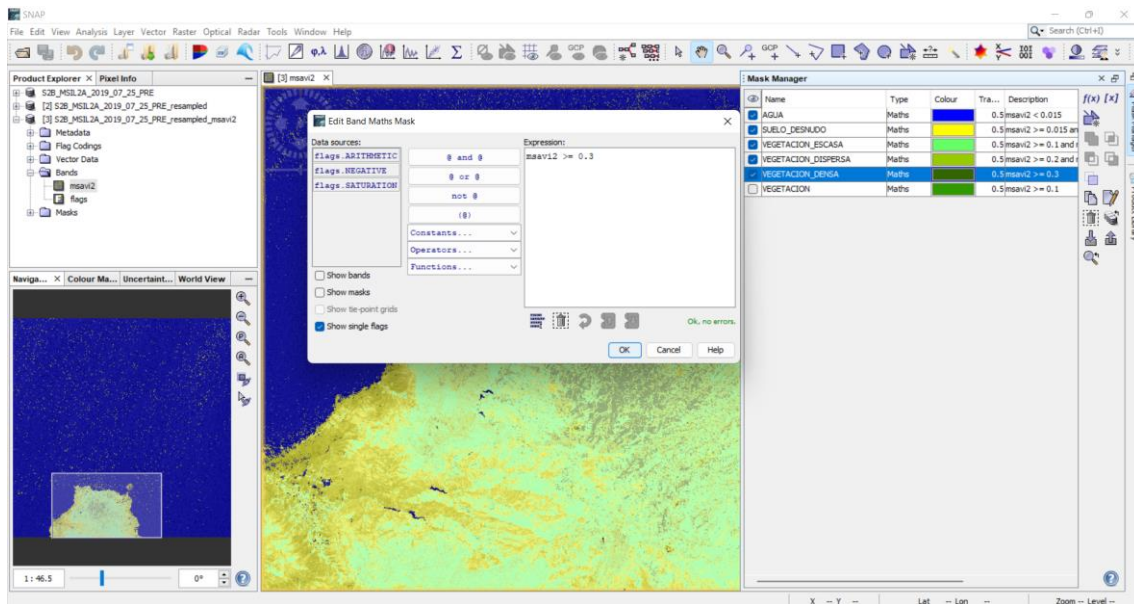 SNAP
File Edit View Analysis Layer Vector Raster Optical Radar Tools Window Help
Search (Ctrl+I)
Product Explorer Pixel Info
S2B_MSIL2A_2019_07_25_PRE
[2] S2B_MSIL2A_2019_07_25_PRE_resampled
[3] S2B_MSIL2A_2019_07_25_PRE_resampled_msavi2
Metadata
Flag Codings
Vector Data
Bands
msavi2
flags
Masks
Naviga... Colour Ma... Uncertaint... World View
1: 46.5
0°
[3] msavi2
Edit Band Maths Mask
Data sources:
flags.ARITHMETIC
flags.NEGATIVE
flags.SATURATION
@ and @
@ or @
not @
(@)
Constants...
Operators...
Functions...
Show bands
Show masks
Show tie-point grids
Show single flags
Expression:
msavi2 >= 0.3
Ok, no errors.
OK Cancel Help
Mask Manager
Name Type Colour Tra... Description
AGUA Maths 0.5 msavi2 < 0.015
SUELO_DESNUDO Maths 0.5 msavi2 >= 0.015 an
VEGETACION_ESCASA Maths 0.5 msavi2 >= 0.1 and
VEGETACION_DISPERSA Maths 0.5 msavi2 >= 0.2 and
VEGETACION_DENSA Maths 0.5 msavi2 >= 0.3
VEGETACION Maths 0.5 msavi2 >= 0.1
f(x) [x]
X -- Y -- Lat -- Lon -- Zoom -- Level --